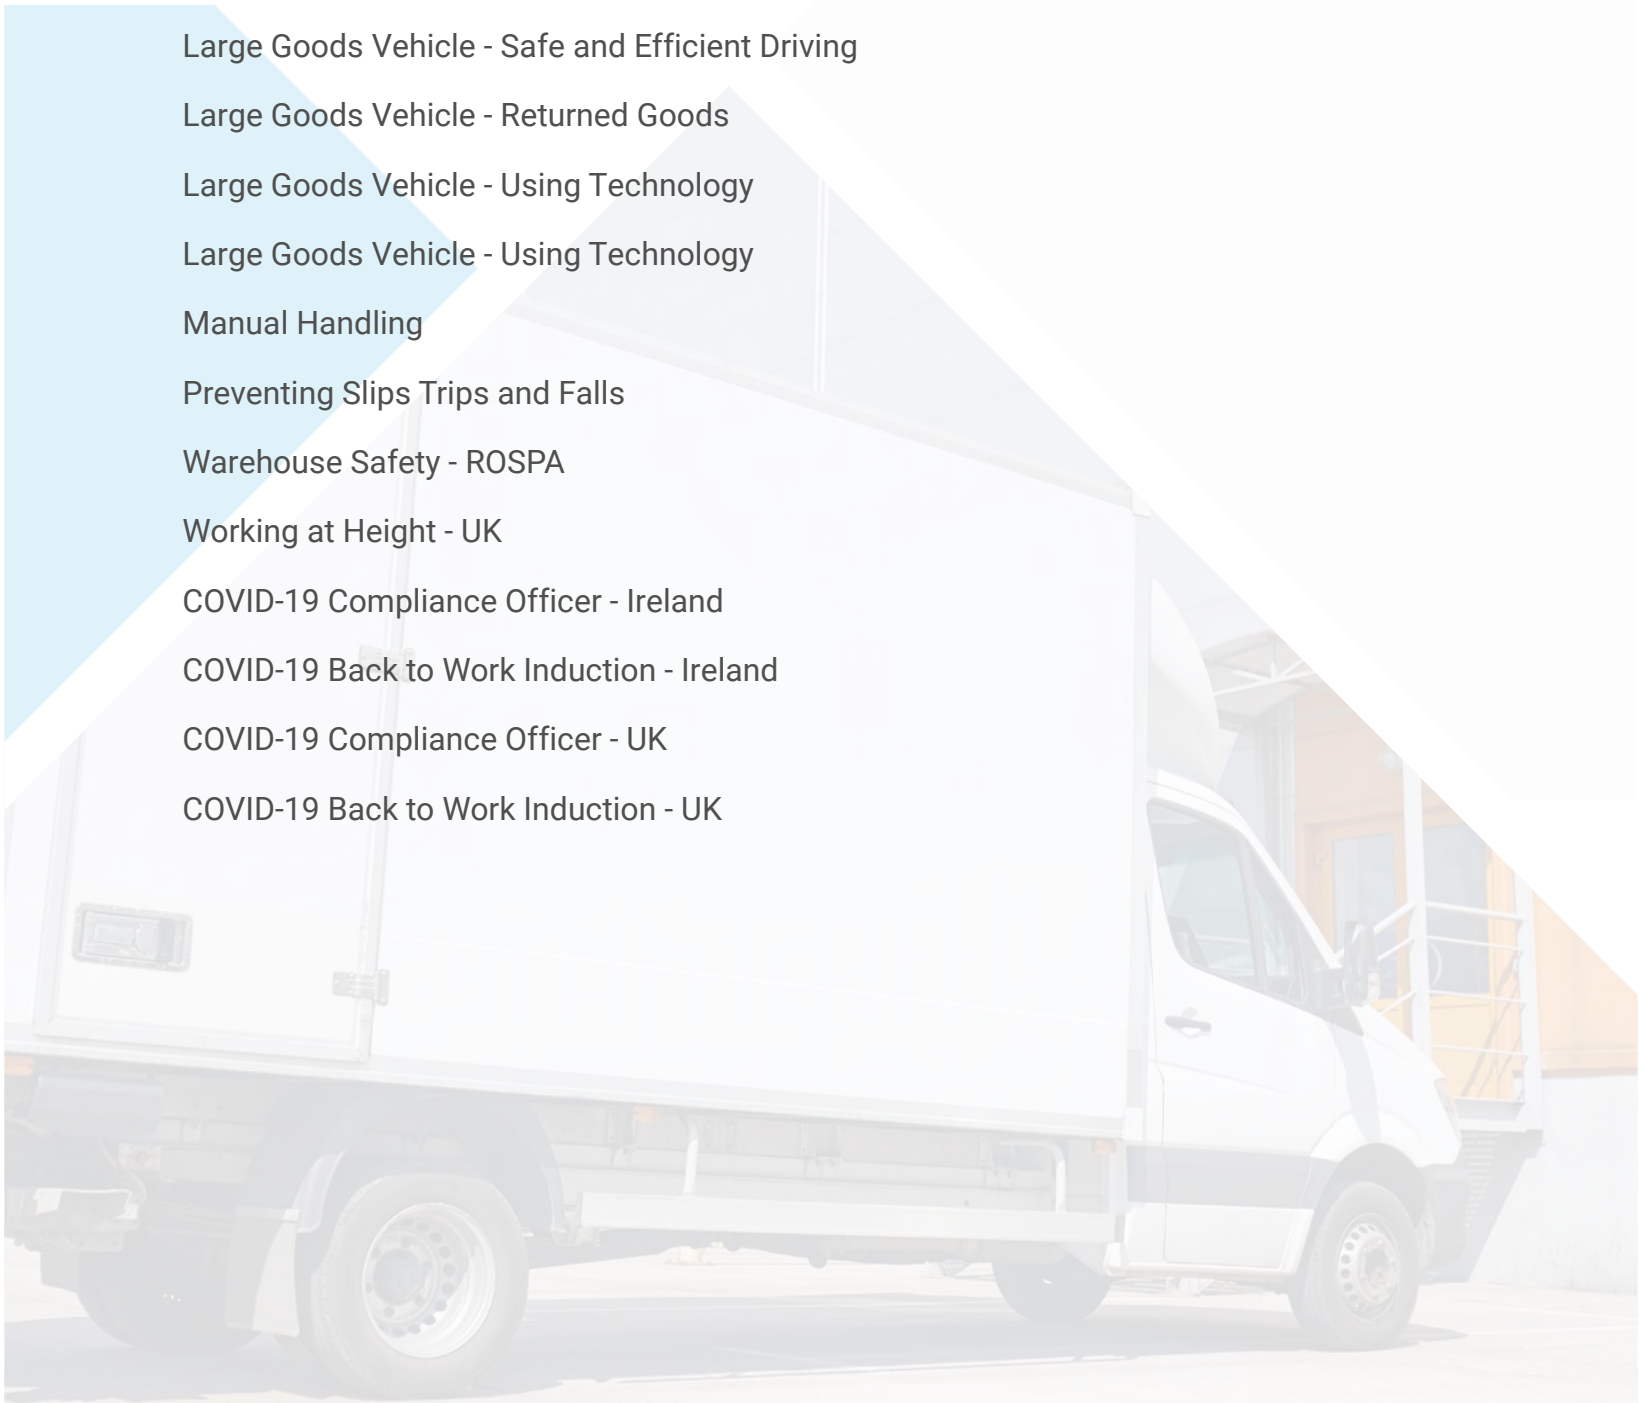 Large Goods Vehicle - Safe and Efficient Driving
Large Goods Vehicle - Returned Goods
Large Goods Vehicle - Using Technology
Large Goods Vehicle - Using Technology
Manual Handling
Preventing Slips Trips and Falls
Warehouse Safety - ROSPA
Working at Height - UK
COVID-19 Compliance Officer - Ireland
COVID-19 Back to Work Induction - Ireland
COVID-19 Compliance Officer - UK
COVID-19 Back to Work Induction - UK